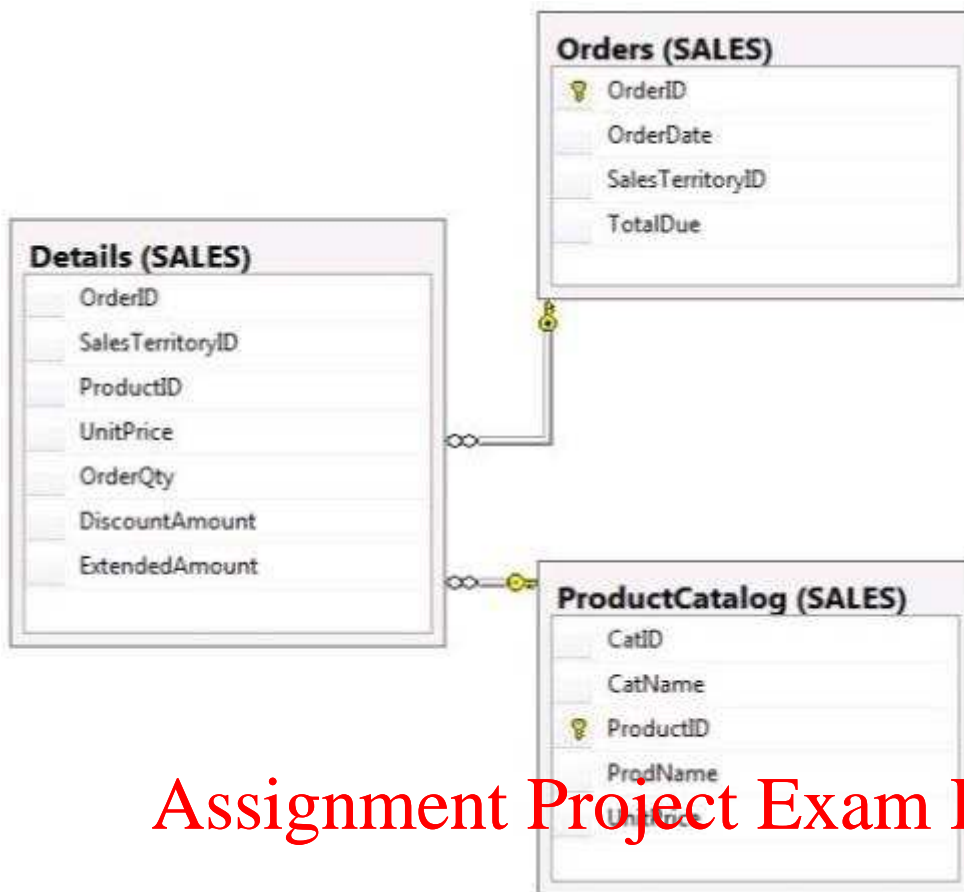 Orders (SALES)
OrderID
OrderDate
SalesTerritoryID
TotalDue
Details (SALES)
OrderID
SalesTerritoryID
ProductID
UnitPrice
OrderQty
DiscountAmount
ExtendedAmount
ProductCatalog (SALES)
CatID
CatName
ProductID
ProdName
UnitPrice
Assignment Project Exam